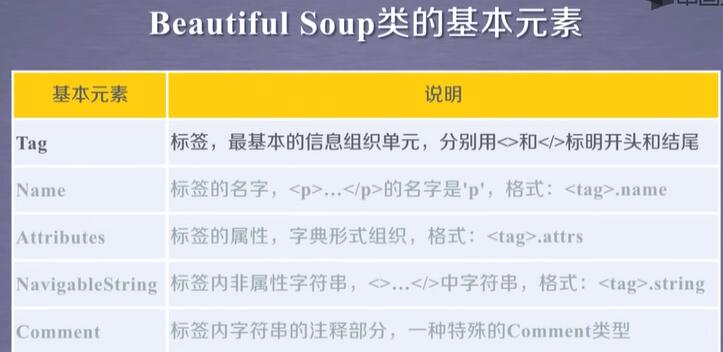 Beautiful Soup类的基本元素
基本元素 说明
Tag 标签，最基本的信息组织单元，分别用<>和</>标明开头和结尾
Name 标签的名字，<p>…</p>的名字是'p'，格式：<tag>.name
Attributes 标签的属性，字典形式组织，格式：<tag>.attrs
NavigableString 标签内非属性字符串，<>…</>中字符串，格式：<tag>.string
Comment 标签内字符串的注释部分，一种特殊的Comment类型